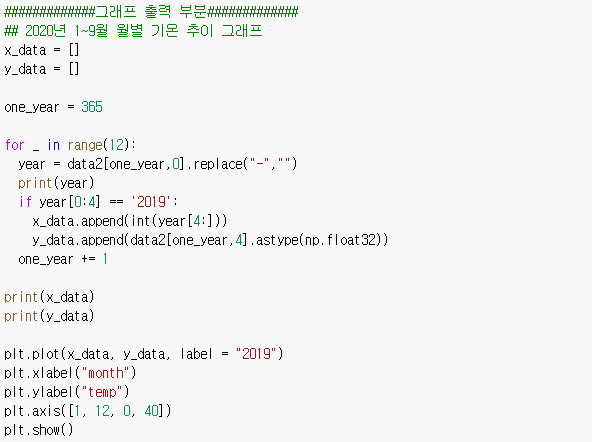 #############그래프 출력 부분#############
## 2020년 1~9월 월별 기온 추이 그래프
x_data = []
y_data = []

one_year = 365

for _ in range(12):
  year = data2[one_year,0].replace("-","")
  print(year)
  if year[0:4] == '2019':
    x_data.append(int(year[4:]))
    y_data.append(data2[one_year,4].astype(np.float32))
  one_year += 1

print(x_data)
print(y_data)

plt.plot(x_data, y_data, label = "2019")
plt.xlabel("month")
plt.ylabel("temp")
plt.axis([1, 12, 0, 40])
plt.show()